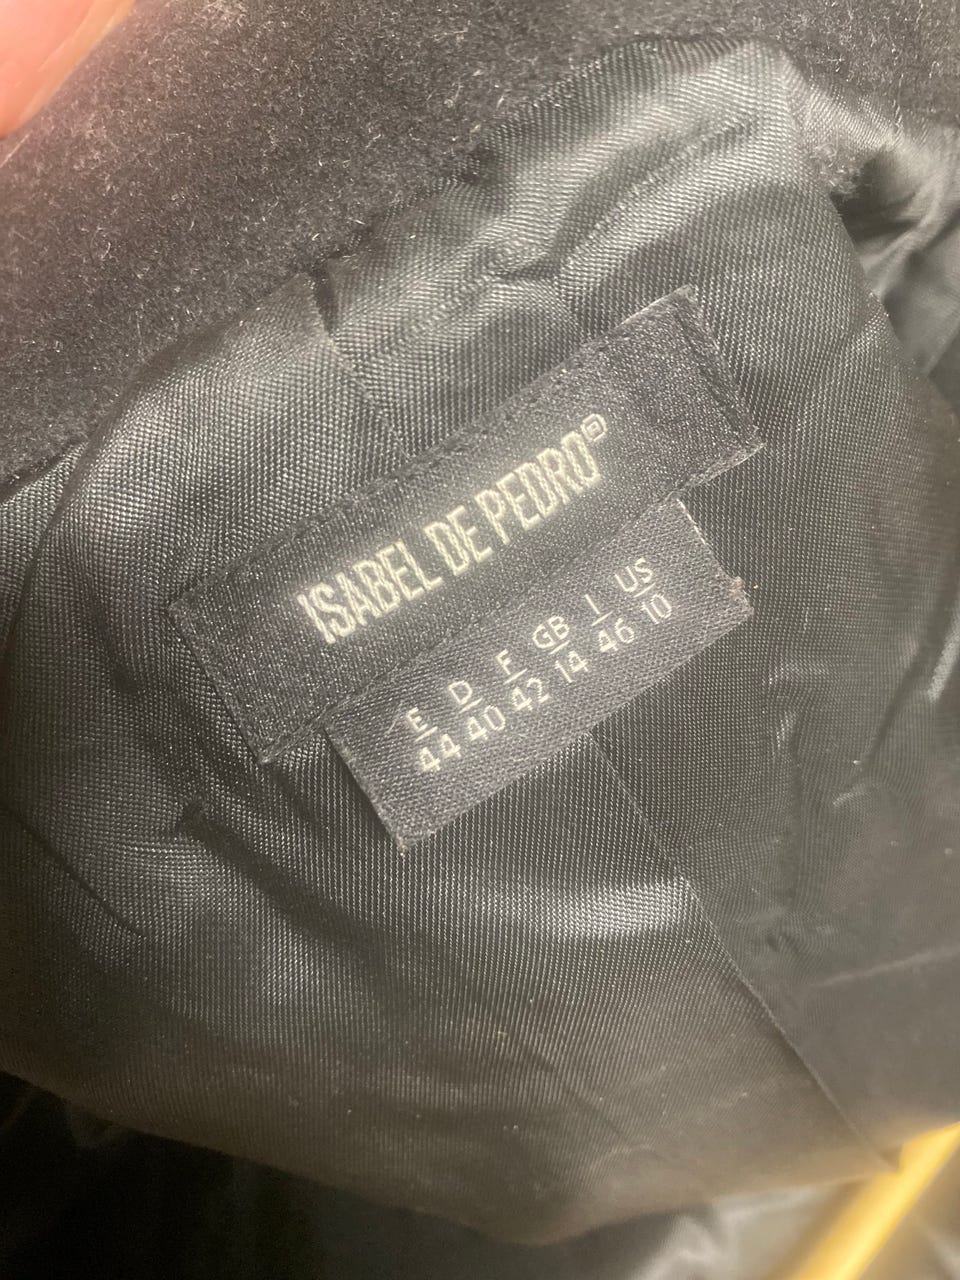 ISABEL DE PEDRO®
E D F GB I US
44 40 42 14 46 10